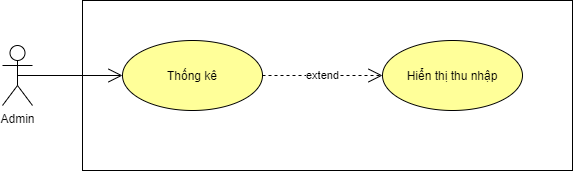 Thống kê
extend
Hiển thị thu nhập
Admin